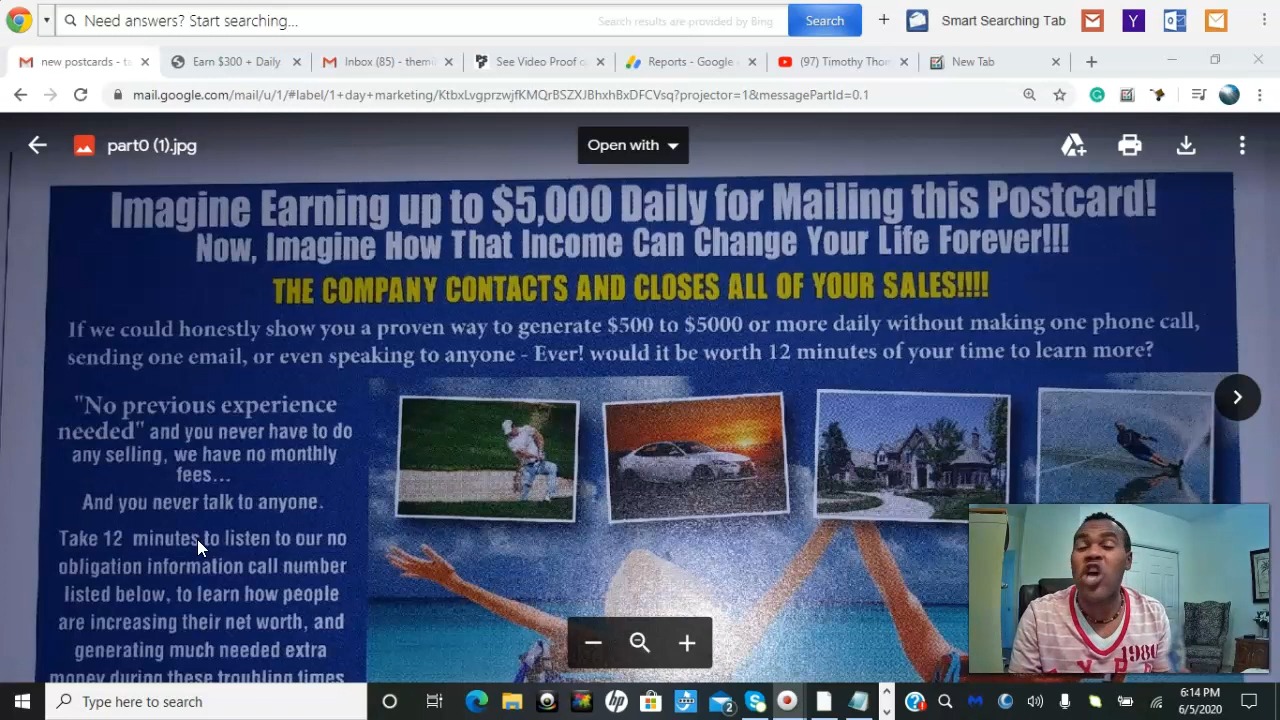 Need answers? Start searching...
Search results are provided by Bing
Search
Smart Searching Tab
new postcards - t
Earn $300 + Daily
Inbox (85) - them
See Video Proof o
Reports - Google
(97) Timothy Tho
New Tab
mail.google.com/mail/u/1/#label/1+day+marketing/KtbxLvgprzwjfKMQrBSZXJBhxhBxDFCVsq?projector=1&messagePartId=0.1
part0 (1).jpg
Open with
Imagine Earning up to $5,000 Daily for Mailing this Postcard!
Now, Imagine How That Income Can Change Your Life Forever!!!
THE COMPANY CONTACTS AND CLOSES ALL OF YOUR SALES!!!!
If we could honestly show you a proven way to generate $500 to $5000 or more daily without making one phone call,
sending one email, or even speaking to anyone - Ever! would it be worth 12 minutes of your time to learn more?
"No previous experience
needed" and you never have to do
any selling, we have no monthly
fees...
And you never talk to anyone.
Take 12 minutes to listen to our no
obligation information call number
listed below, to learn how people
are increasing their net worth, and
generating much needed extra
money during these troubling times
1980
Type here to search
2
6:14 PM
6/5/2020